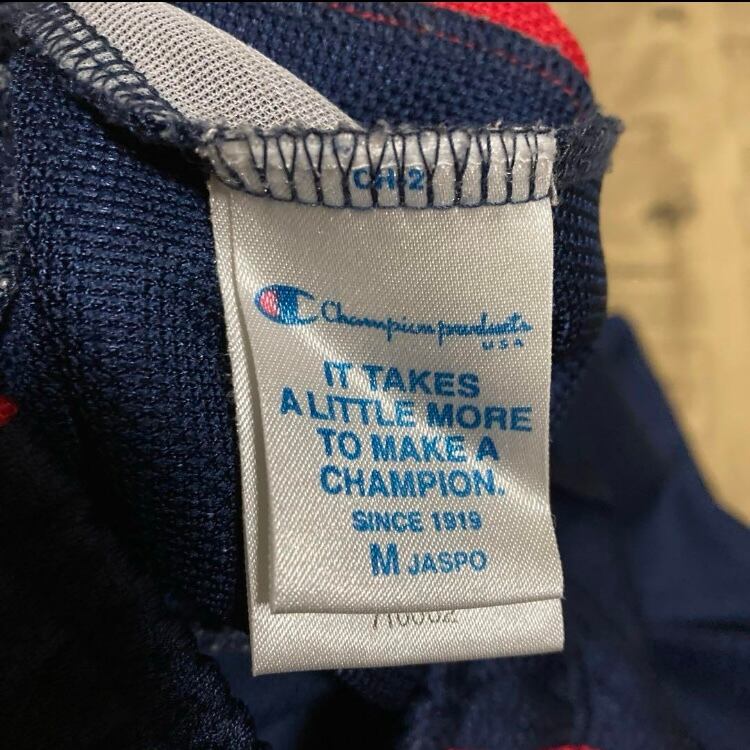 CH-2
Champion products
USA
IT TAKES
A LITTLE MORE
TO MAKE A
CHAMPION.
SINCE 1919
M JASPO